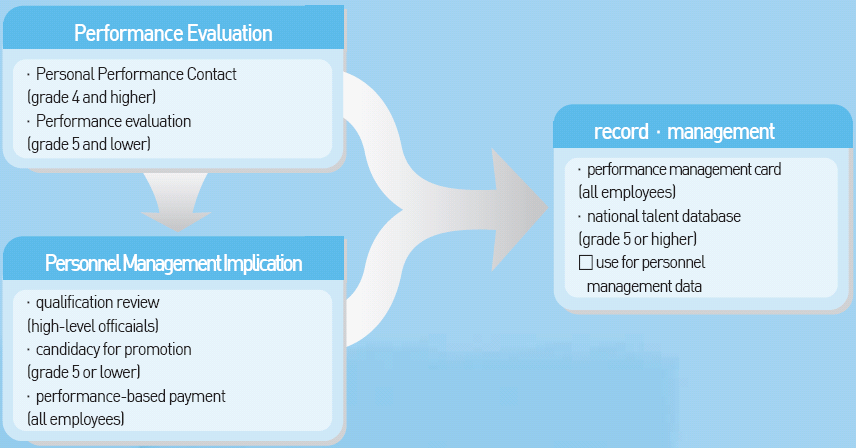 Performance Evaluation
· Personal Performance Contact
(grade 4 and higher)
· Performance evaluation
(grade 5 and lower)
Personnel Management Implication
· qualification review
(high-level officaials)
· candidacy for promotion
(grade 5 or lower)
· performance-based payment
(all employees)
record · management
· performance management card
(all employees)
· national talent database
(grade 5 or higher)
□ use for personnel
management data